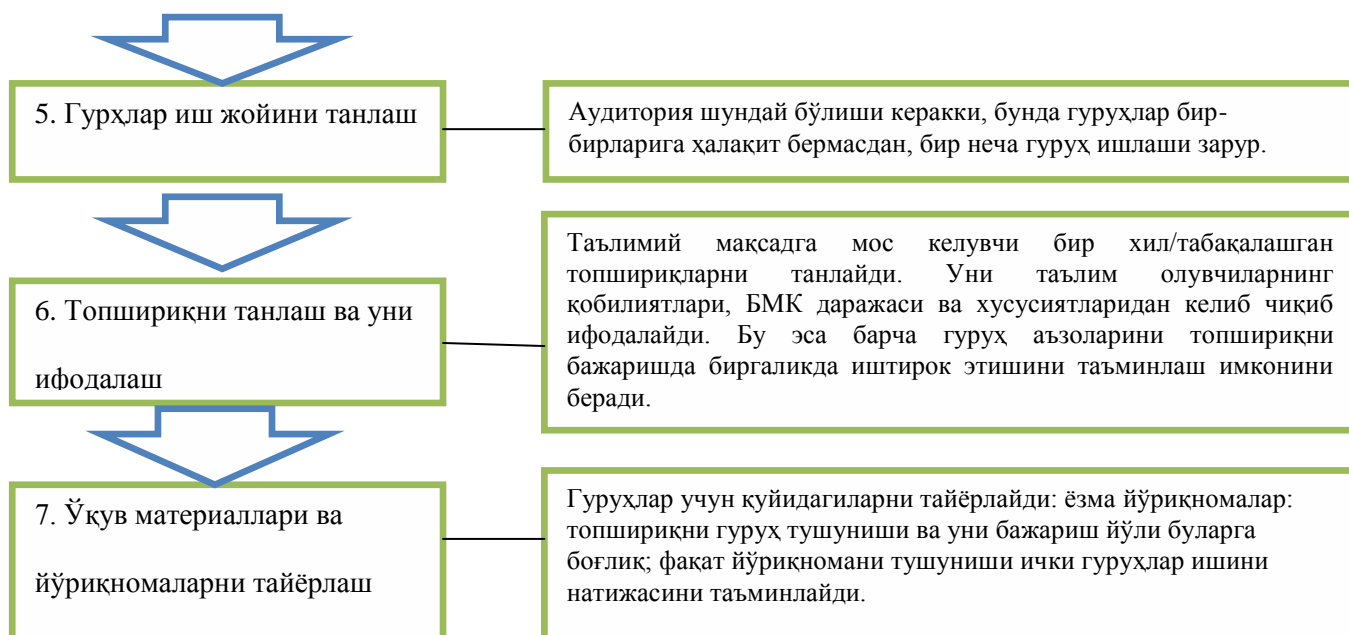 5. Гурҳлар иш жойини танлаш
Аудитория шундай бўлиши керакки, бунда гуруҳлар бир-
бирларига ҳалақит бермасдан, бир неча гуруҳ ишлаши зарур.
6. Топшириқни танлаш ва уни
ифодалаш
Таълимий мақсадга мос келувчи бир хил/табақалашган
топшириқларни танлайди. Уни таълим олувчиларнинг
қобилиятлари, БМК даражаси ва хусусиятларидан келиб чиқиб
ифодалайди. Бу эса барча гуруҳ аъзоларини топшириқни
бажаришда биргаликда иштирок этишини таъминлаш имконини
беради.
7. Ўқув материаллари ва
йўриқномаларни тайёрлаш
Гуруҳлар учун қуйидагиларни тайёрлайди: ёзма йўриқномалар:
топшириқни гуруҳ тушуниши ва уни бажариш йўли буларга
боғлиқ; фақат йўриқномани тушуниши ички гуруҳлар ишини
натижасини таъминлайди.